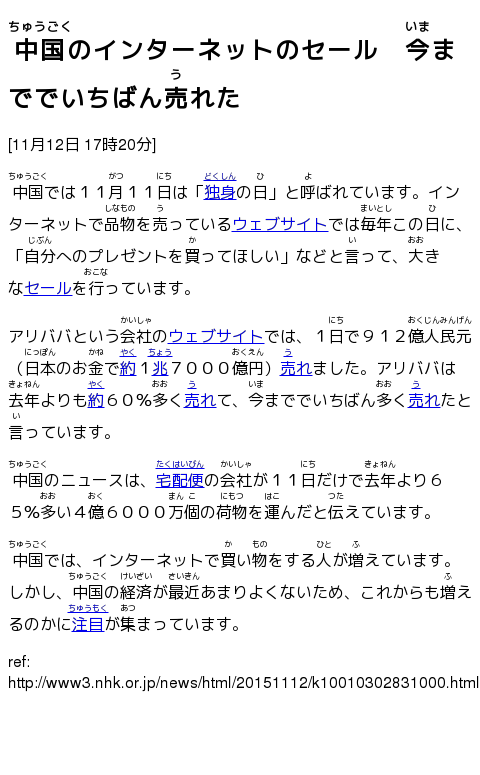 中国のインターネットのセール　今ま
ででいちばん売れた
[11月12日 17時20分]
中国では１１月１１日は「独身の日」と呼ばれています。イン
ターネットで品物を売っているウェブサイトでは毎年この日に、
「自分へのプレゼントを買ってほしい」などと言って、大き
なセールを行っています。
アリババという会社のウェブサイトでは、１日で９１２億人民元
（日本のお金で約１兆７０００億円）売れました。アリババは
去年よりも約６０％多く売れて、今まででいちばん多く売れたと
言っています。
中国のニュースは、宅配便の会社が１１日だけで去年より６
５％多い４億６０００万個の荷物を運んだと伝えています。
中国では、インターネットで買い物をする人が増えています。
しかし、中国の経済が最近あまりよくないため、これからも増え
るのかに注目が集まっています。
ref:
http://www3.nhk.or.jp/news/html/20151112/k10010302831000.html